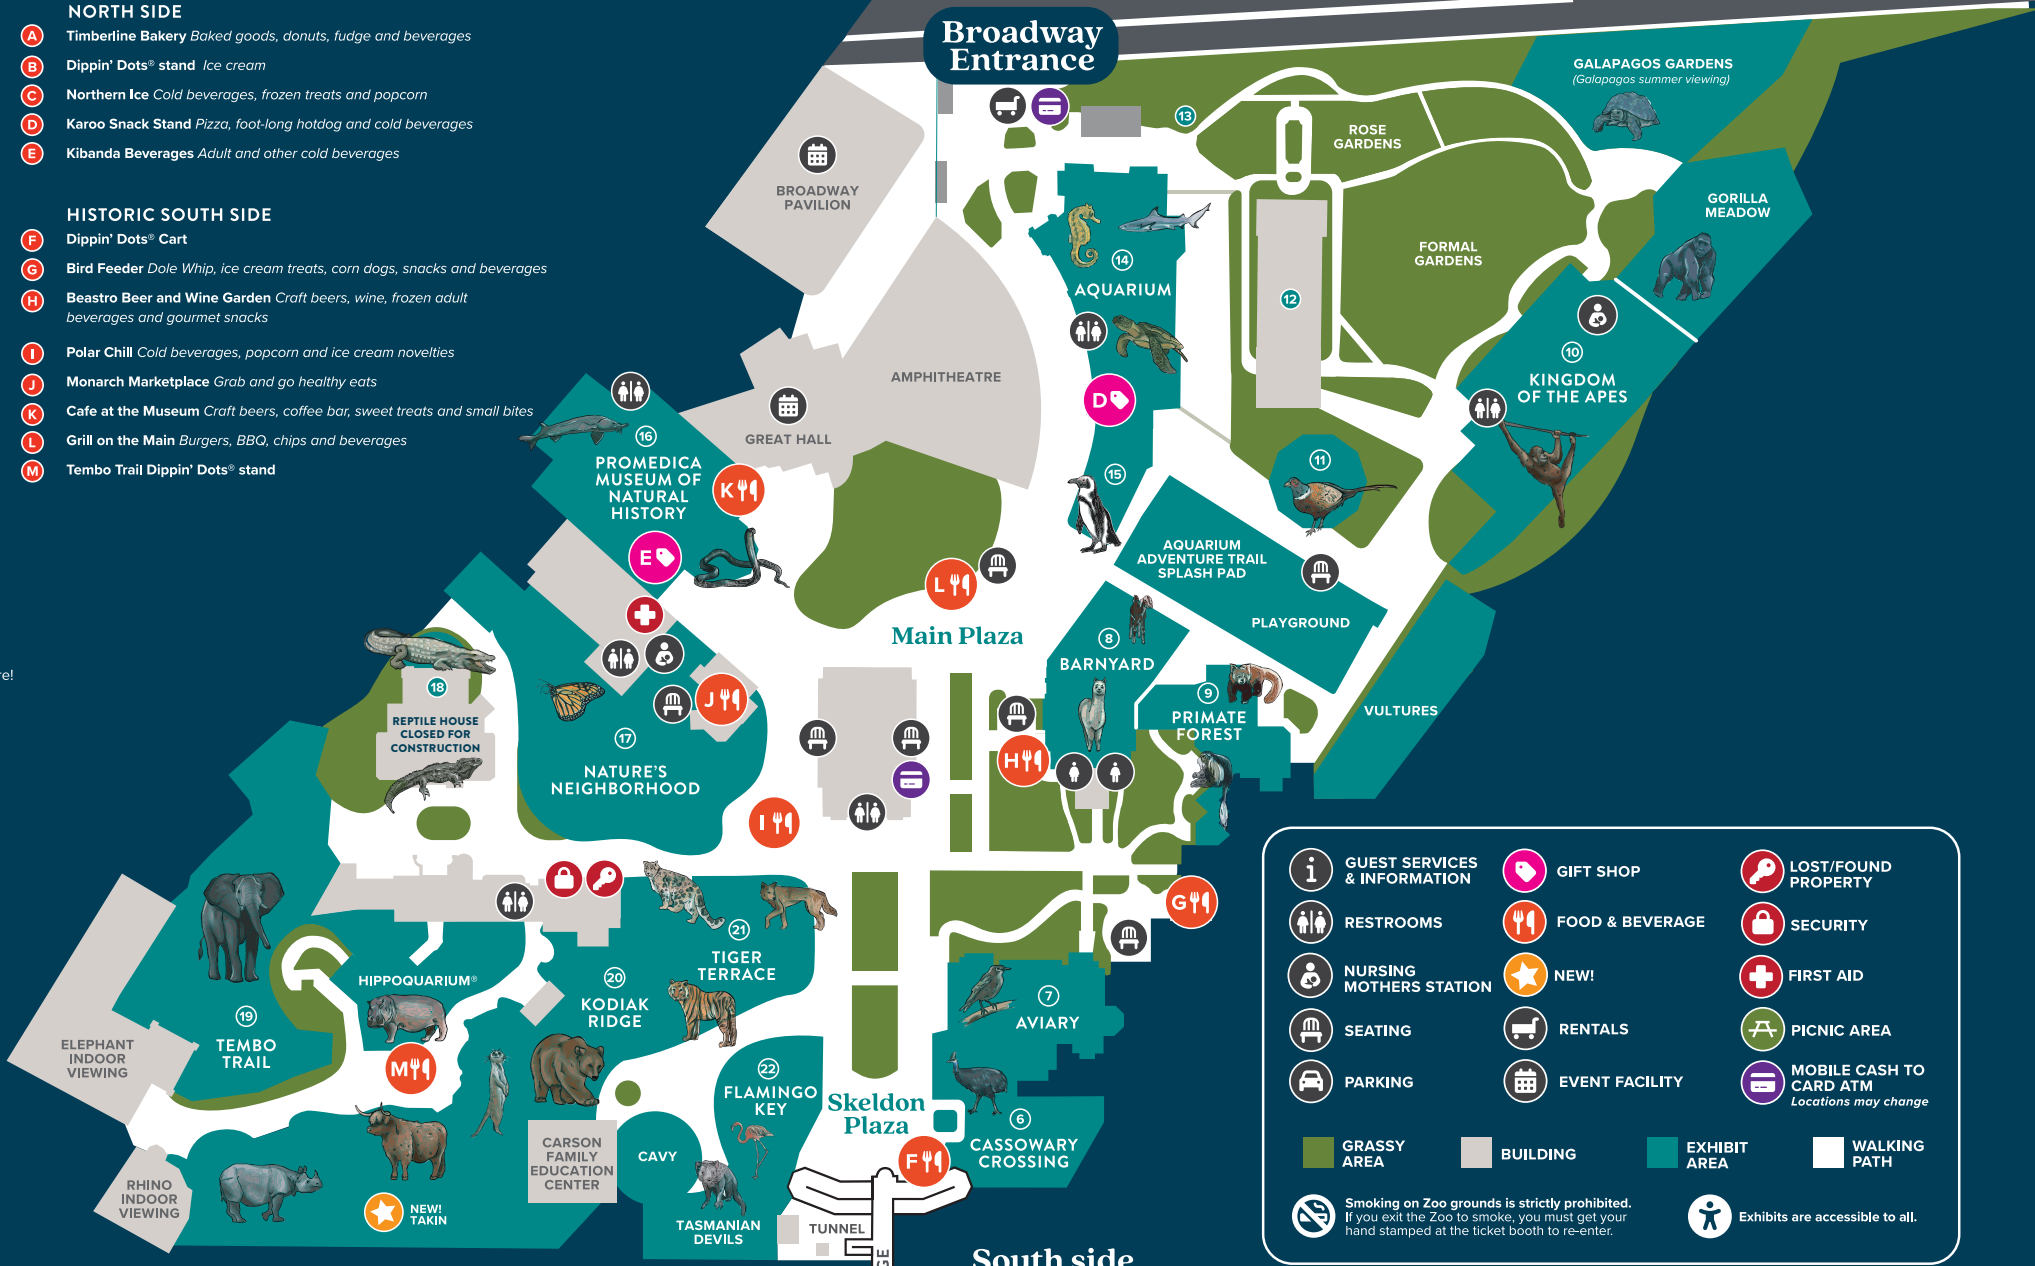 NORTH SIDE
A Timberline Bakery Baked goods, donuts, fudge and beverages
B Dippin' Dots® stand Ice cream
C Northern Ice Cold beverages, frozen treats and popcorn
D Karoo Snack Stand Pizza, foot-long hotdog and cold beverages
E Kibanda Beverages Adult and other cold beverages
HISTORIC SOUTH SIDE
F Dippin' Dots® Cart
G Bird Feeder Dole Whip, ice cream treats, corn dogs, snacks and beverages
H Beastro Beer and Wine Garden Craft beers, wine, frozen adult
beverages and gourmet snacks
I Polar Chill Cold beverages, popcorn and ice cream novelties
J Monarch Marketplace Grab and go healthy eats
K Cafe at the Museum Craft beers, coffee bar, sweet treats and small bites
L Grill on the Main Burgers, BBQ, chips and beverages
M Tembo Trail Dippin' Dots® stand
re!
Broadway
Entrance
GALAPAGOS GARDENS
(Galapagos summer viewing)
13
ROSE
GARDENS
BROADWAY
PAVILION
GORILLA
MEADOW
FORMAL
GARDENS
14
AQUARIUM
12
10
KINGDOM
OF THE APES
AMPHITHEATRE
D
GREAT HALL
16
PROMEDICA
MUSEUM OF
NATURAL
HISTORY
K
15
11
E
AQUARIUM
ADVENTURE TRAIL
SPLASH PAD
L
PLAYGROUND
Main Plaza
8
BARNYARD
18
REPTILE HOUSE
CLOSED FOR
CONSTRUCTION
J
9
PRIMATE
FOREST
VULTURES
17
NATURE'S
NEIGHBORHOOD
H
I
G
21
TIGER
TERRACE
HIPPOQUARIUM®
20
KODIAK
RIDGE
7
AVIARY
19
TEMBO
TRAIL
ELEPHANT
INDOOR
VIEWING
M
22
FLAMINGO
KEY
Skeldon
Plaza
6
CASSOWARY
CROSSING
CARSON
FAMILY
EDUCATION
CENTER
CAVY
F
RHINO
INDOOR
VIEWING
NEW!
TAKIN
TASMANIAN
DEVILS
TUNNEL
GE
South side
GUEST SERVICES
& INFORMATION
GIFT SHOP
LOST/FOUND
PROPERTY
RESTROOMS
FOOD & BEVERAGE
SECURITY
NURSING
MOTHERS STATION
NEW!
FIRST AID
SEATING
RENTALS
PICNIC AREA
PARKING
EVENT FACILITY
MOBILE CASH TO
CARD ATM
Locations may change
GRASSY
AREA
BUILDING
EXHIBIT
AREA
WALKING
PATH
Smoking on Zoo grounds is strictly prohibited.
If you exit the Zoo to smoke, you must get your
hand stamped at the ticket booth to re-enter.
Exhibits are accessible to all.